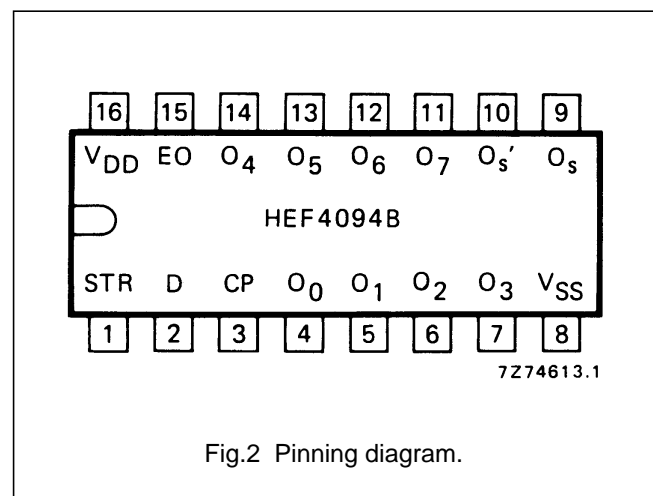 16 15 14 13 12 11 10 9
VDD EO O4 O5 O6 O7 Os' Os
HEF4094B
STR D CP O0 O1 O2 O3 VSS
1 2 3 4 5 6 7 8
7Z74613.1
Fig.2 Pinning diagram.